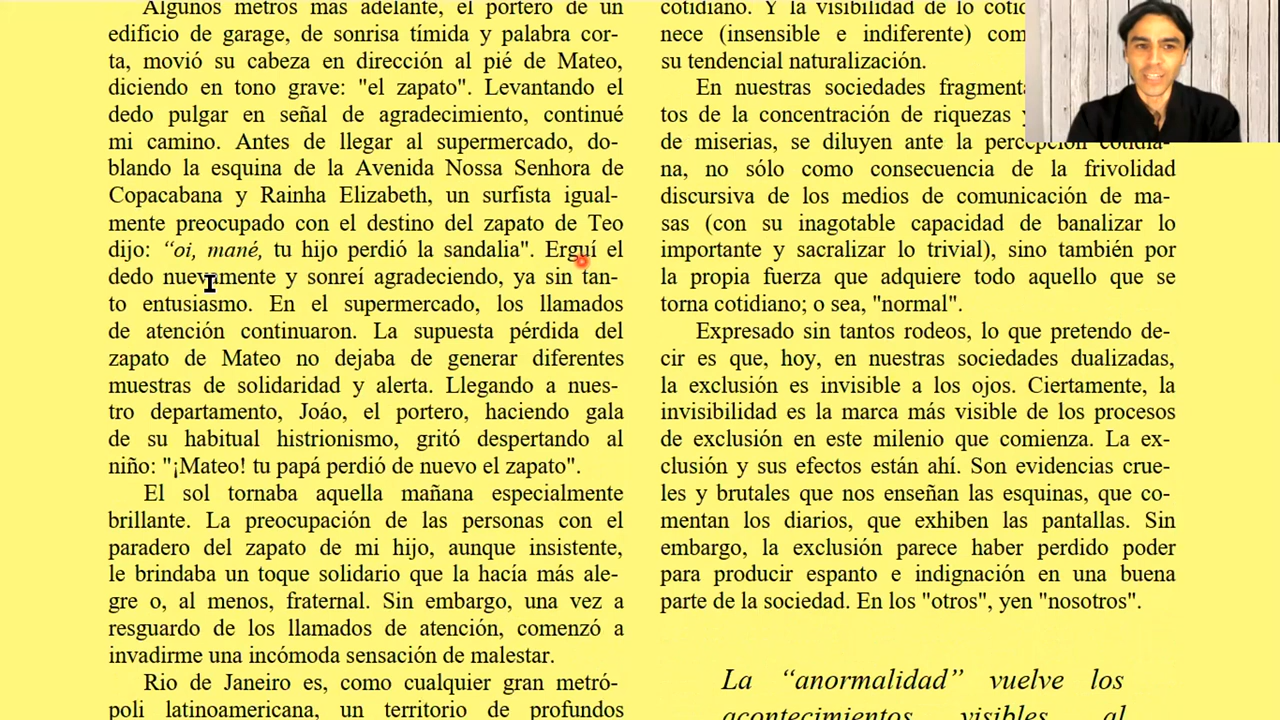 Algunos metros más adelante, el portero de un
edificio de garage, de sonrisa tímida y palabra cor-
ta, movió su cabeza en dirección al pié de Mateo,
diciendo en tono grave: "el zapato". Levantando el
dedo pulgar en señal de agradecimiento, continué
mi camino. Antes de llegar al supermercado, do-
blando la esquina de la Avenida Nossa Senhora de
Copacabana y Rainha Elizabeth, un surfista igual-
mente preocupado con el destino del zapato de Teo
dijo: “oi, mané, tu hijo perdió la sandalia". Erguí el
dedo nuevamente y sonreí agradeciendo, ya sin tan-
to entusiasmo. En el supermercado, los llamados
de atención continuaron. La supuesta pérdida del
zapato de Mateo no dejaba de generar diferentes
muestras de solidaridad y alerta. Llegando a nues-
tro departamento, Joáo, el portero, haciendo gala
de su habitual histrionismo, gritó despertando al
niño: "¡Mateo! tu papá perdió de nuevo el zapato".
El sol tornaba aquella mañana especialmente
brillante. La preocupación de las personas con el
paradero del zapato de mi hijo, aunque insistente,
le brindaba un toque solidario que la hacía más ale-
gre o, al menos, fraternal. Sin embargo, una vez a
resguardo de los llamados de atención, comenzó a
invadirme una incómoda sensación de malestar.
Rio de Janeiro es, como cualquier gran metró-
poli latinoamericana, un territorio de profundos
cotidiano. Y la visibilidad de lo
nece (insensible e indiferente)
su tendencial naturalización.
En nuestras sociedades
tos de la concentración de riquezas
de miserias, se diluyen ante la percepción cotidia-
na, no sólo como consecuencia de la frivolidad
discursiva de los medios de comunicación de ma-
sas (con su inagotable capacidad de banalizar lo
importante y sacralizar lo trivial), sino también por
la propia fuerza que adquiere todo aquello que se
torna cotidiano; o sea, "normal".
Expresado sin tantos rodeos, lo que pretendo de-
cir es que, hoy, en nuestras sociedades dualizadas,
la exclusión es invisible a los ojos. Ciertamente, la
invisibilidad es la marca más visible de los procesos
de exclusión en este milenio que comienza. La ex-
clusión y sus efectos están ahí. Son evidencias crue-
les y brutales que nos enseñan las esquinas, que co-
mentan los diarios, que exhiben las pantallas. Sin
embargo, la exclusión parece haber perdido poder
para producir espanto e indignación en una buena
parte de la sociedad. En los "otros", yen "nosotros".
La “anormalidad” vuelve los
acontecimientos visibles, al